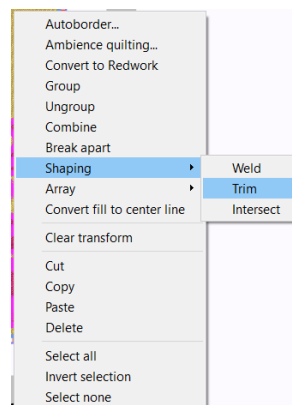 Autoborder...
Ambience quilting...
Convert to Redwork
Group
Ungroup
Combine
Break apart
Shaping
Weld
Array
Trim
Convert fill to center line
Intersect
Clear transform
Cut
Copy
Paste
Delete
Select all
Invert selection
Select none